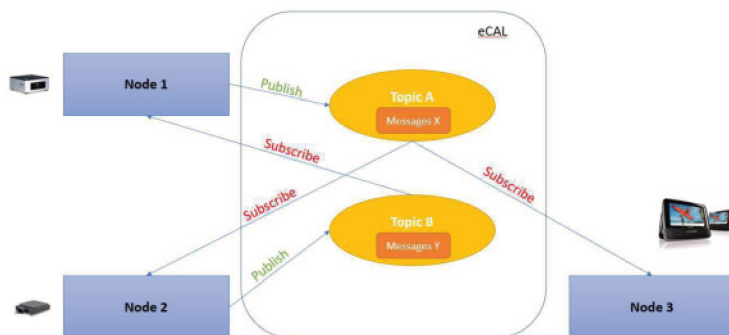 eCAL
Node 1
Publish
Topic A
Messages X
Subscribe
Subscribe
Subscribe
Topic B
Messages Y
Publish
Node 2
Node 3